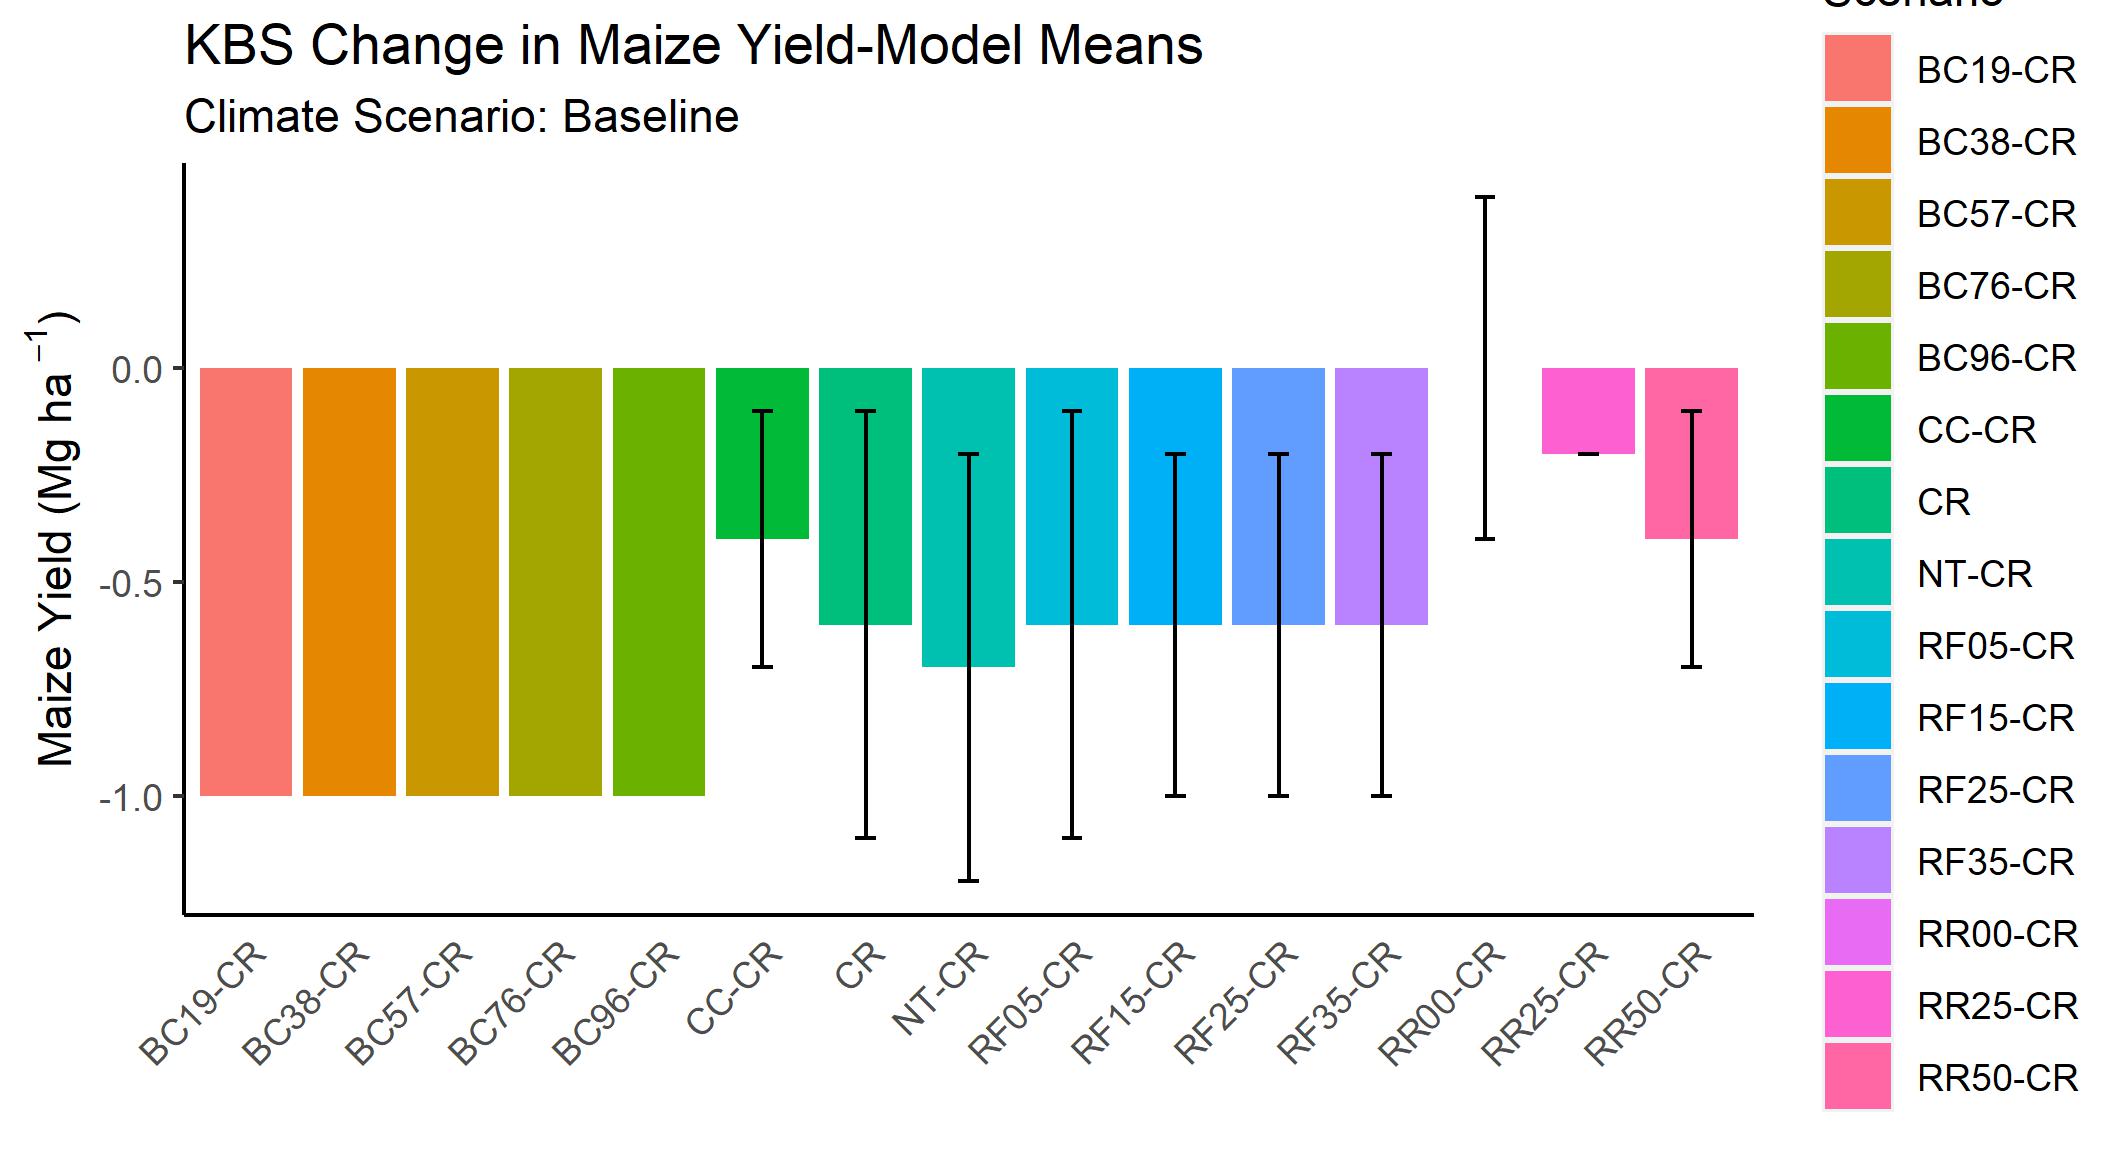 KBS Change in Maize Yield-Model Means
Climate Scenario: Baseline
Maize Yield (Mg ha ⁻¹)
0.0
-0.5
-1.0
BC19-CR
BC38-CR
BC57-CR
BC76-CR
BC96-CR
CC-CR
CR
NT-CR
RF05-CR
RF15-CR
RF25-CR
RF35-CR
RR00-CR
RR25-CR
RR50-CR
Scenario
BC19-CR
BC38-CR
BC57-CR
BC76-CR
BC96-CR
CC-CR
CR
NT-CR
RF05-CR
RF15-CR
RF25-CR
RF35-CR
RR00-CR
RR25-CR
RR50-CR